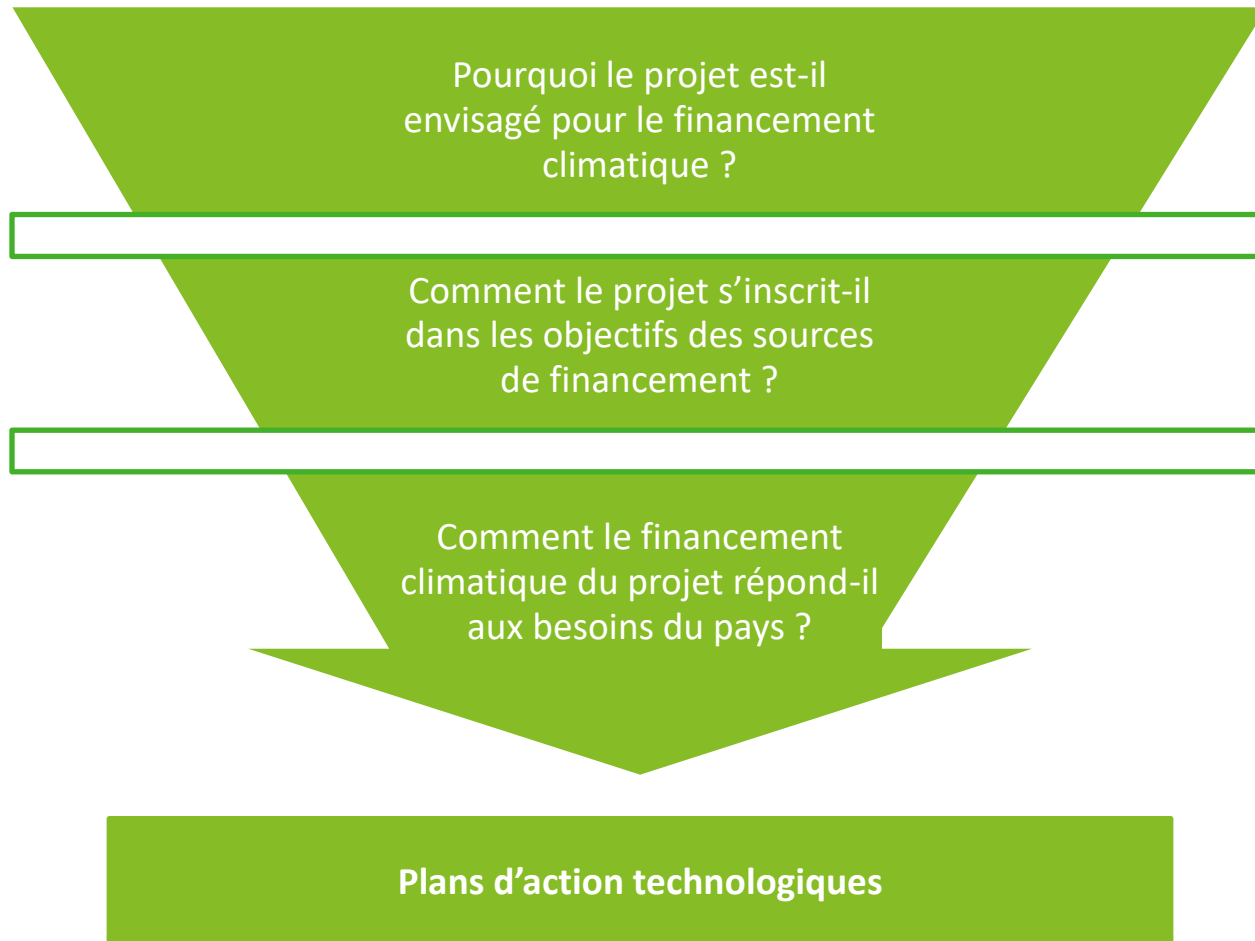 Pourquoi le projet est-il
envisagé pour le financement
climatique ?
Comment le projet s’inscrit-il
dans les objectifs des sources
de financement ?
Comment le financement
climatique du projet répond-il
aux besoins du pays ?
Plans d’action technologiques